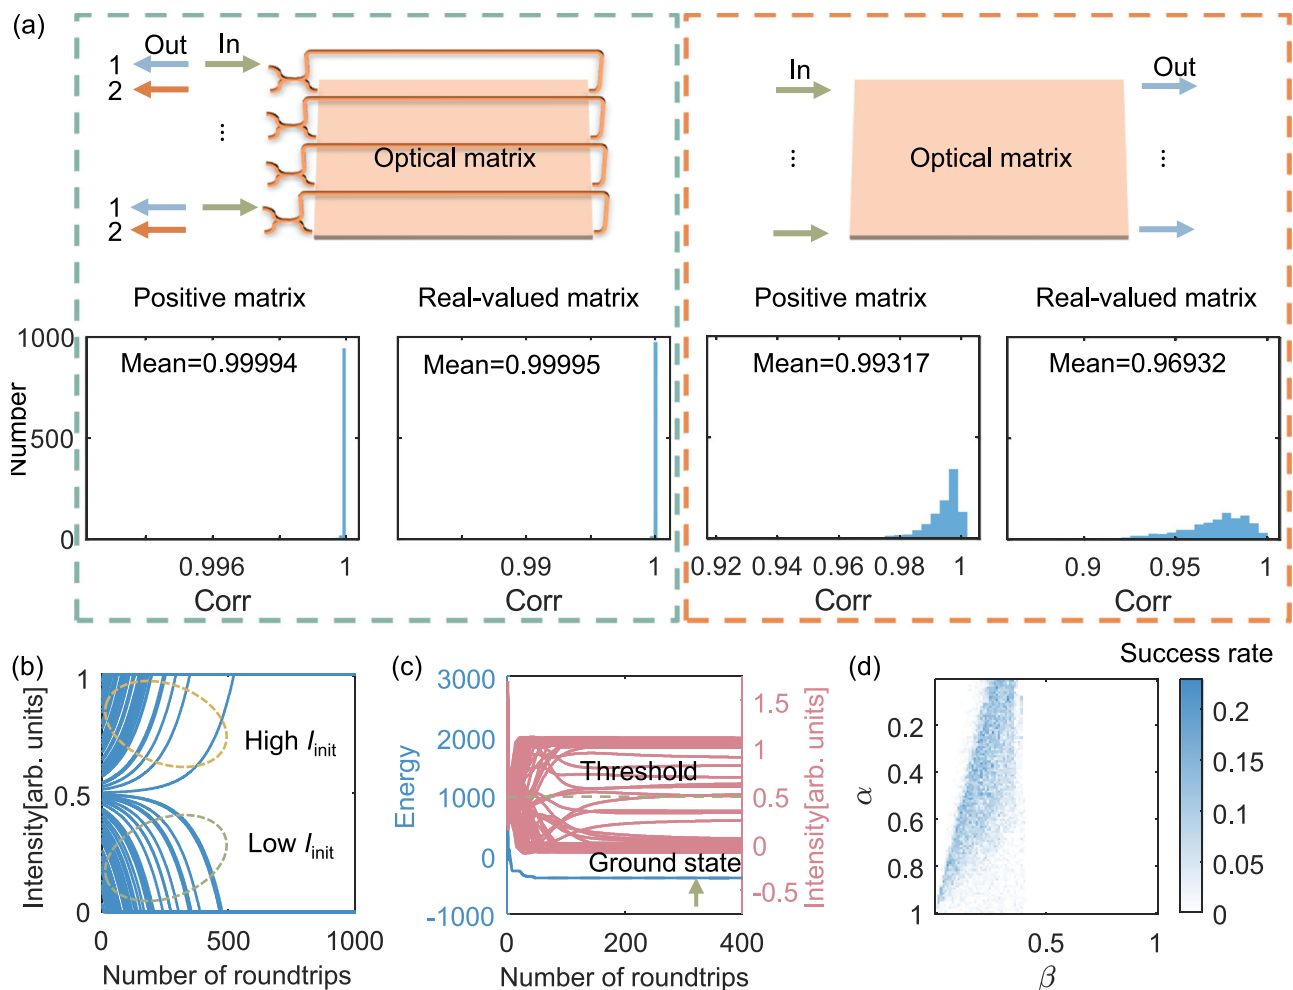 (a)
Out In
1
2
⋮
Optical matrix
1
2
In
Out
⋮
Optical matrix
⋮
Positive matrix
Real-valued matrix
Positive matrix
Real-valued matrix
Number
1000
500
0
Mean=0.99994
0.996 1
Corr
Mean=0.99995
0.99 1
Corr
Mean=0.99317
0.92 0.94 0.96 0.98 1
Corr
Mean=0.96932
0.9 0.95 1
Corr
(b)
Intensity[arb. units]
1
0.5
0
High I_init
Low I_init
0 500 1000
Number of roundtrips
(c)
Energy
3000
2000
1000
0
-1000
Threshold
Ground state
1.5
1
0.5
0
-0.5
Intensity[arb. units]
0 200 400
Number of roundtrips
(d)
Success rate
α
0.2
0.4
0.6
0.8
1
0.5 1
β
0.2
0.15
0.1
0.05
0